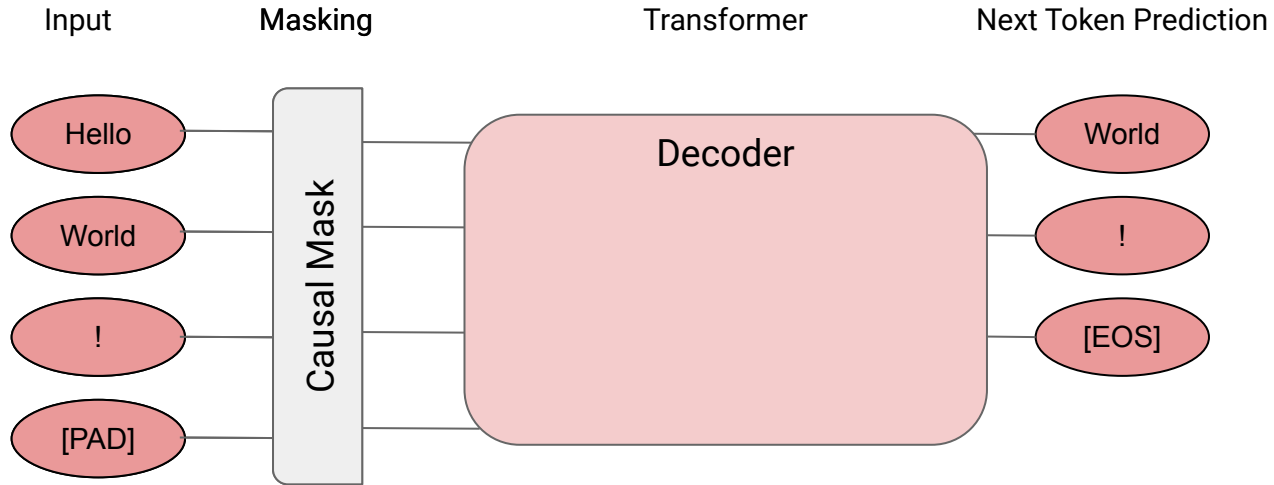 Input
Masking
Transformer
Next Token Prediction
Hello
World
!
[PAD]
Causal Mask
Decoder
World
!
[EOS]